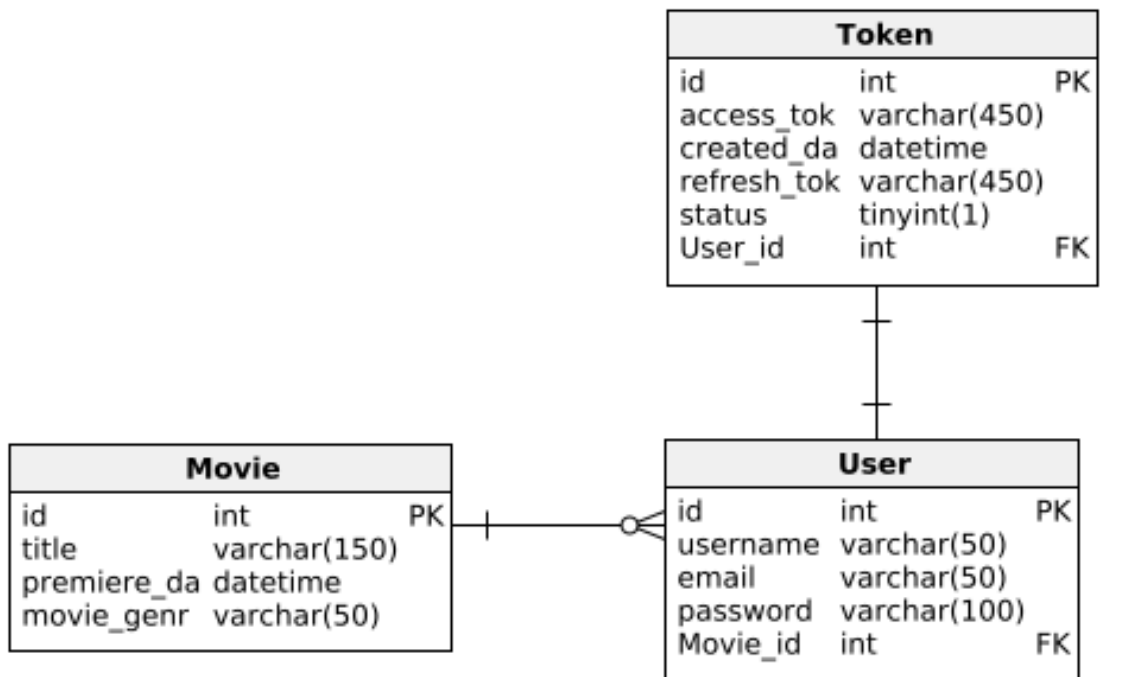 Token
id int PK
access_tok varchar(450)
created_da datetime
refresh_tok varchar(450)
status tinyint(1)
User_id int FK
Movie
id int PK
title varchar(150)
premiere_da datetime
movie_genr varchar(50)
User
id int PK
username varchar(50)
email varchar(50)
password varchar(100)
Movie_id int FK